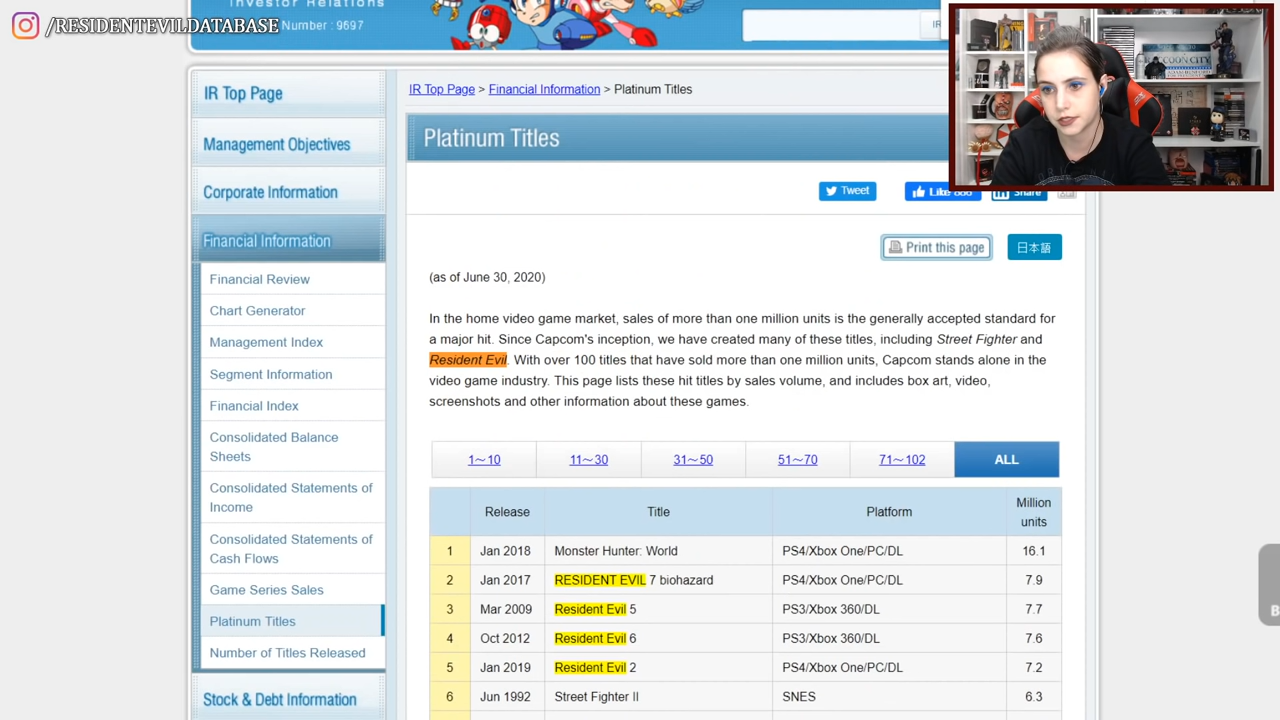 /RESIDENTEVILDATABASE
Investor Relations
Number : 9697
IR
IR Top Page
Management Objectives
Corporate Information
Financial Information
Financial Review
Chart Generator
Management Index
Segment Information
Financial Index
Consolidated Balance
Sheets
Consolidated Statements of
Income
Consolidated Statements of
Cash Flows
Game Series Sales
Platinum Titles
Number of Titles Released
Stock & Debt Information
IR Top Page > Financial Information > Platinum Titles
Platinum Titles
Tweet
Like
Share
Print this page
日本語
(as of June 30, 2020)
In the home video game market, sales of more than one million units is the generally accepted standard for
a major hit. Since Capcom's inception, we have created many of these titles, including Street Fighter and
Resident Evil. With over 100 titles that have sold more than one million units, Capcom stands alone in the
video game industry. This page lists these hit titles by sales volume, and includes box art, video,
screenshots and other information about these games.
1～10 11～30 31～50 51～70 71～102 ALL
Release Title Platform Million units
1 Jan 2018 Monster Hunter: World PS4/Xbox One/PC/DL 16.1
2 Jan 2017 RESIDENT EVIL 7 biohazard PS4/Xbox One/PC/DL 7.9
3 Mar 2009 Resident Evil 5 PS3/Xbox 360/DL 7.7
4 Oct 2012 Resident Evil 6 PS3/Xbox 360/DL 7.6
5 Jan 2019 Resident Evil 2 PS4/Xbox One/PC/DL 7.2
6 Jun 1992 Street Fighter II SNES 6.3
RACCOON CITY
B